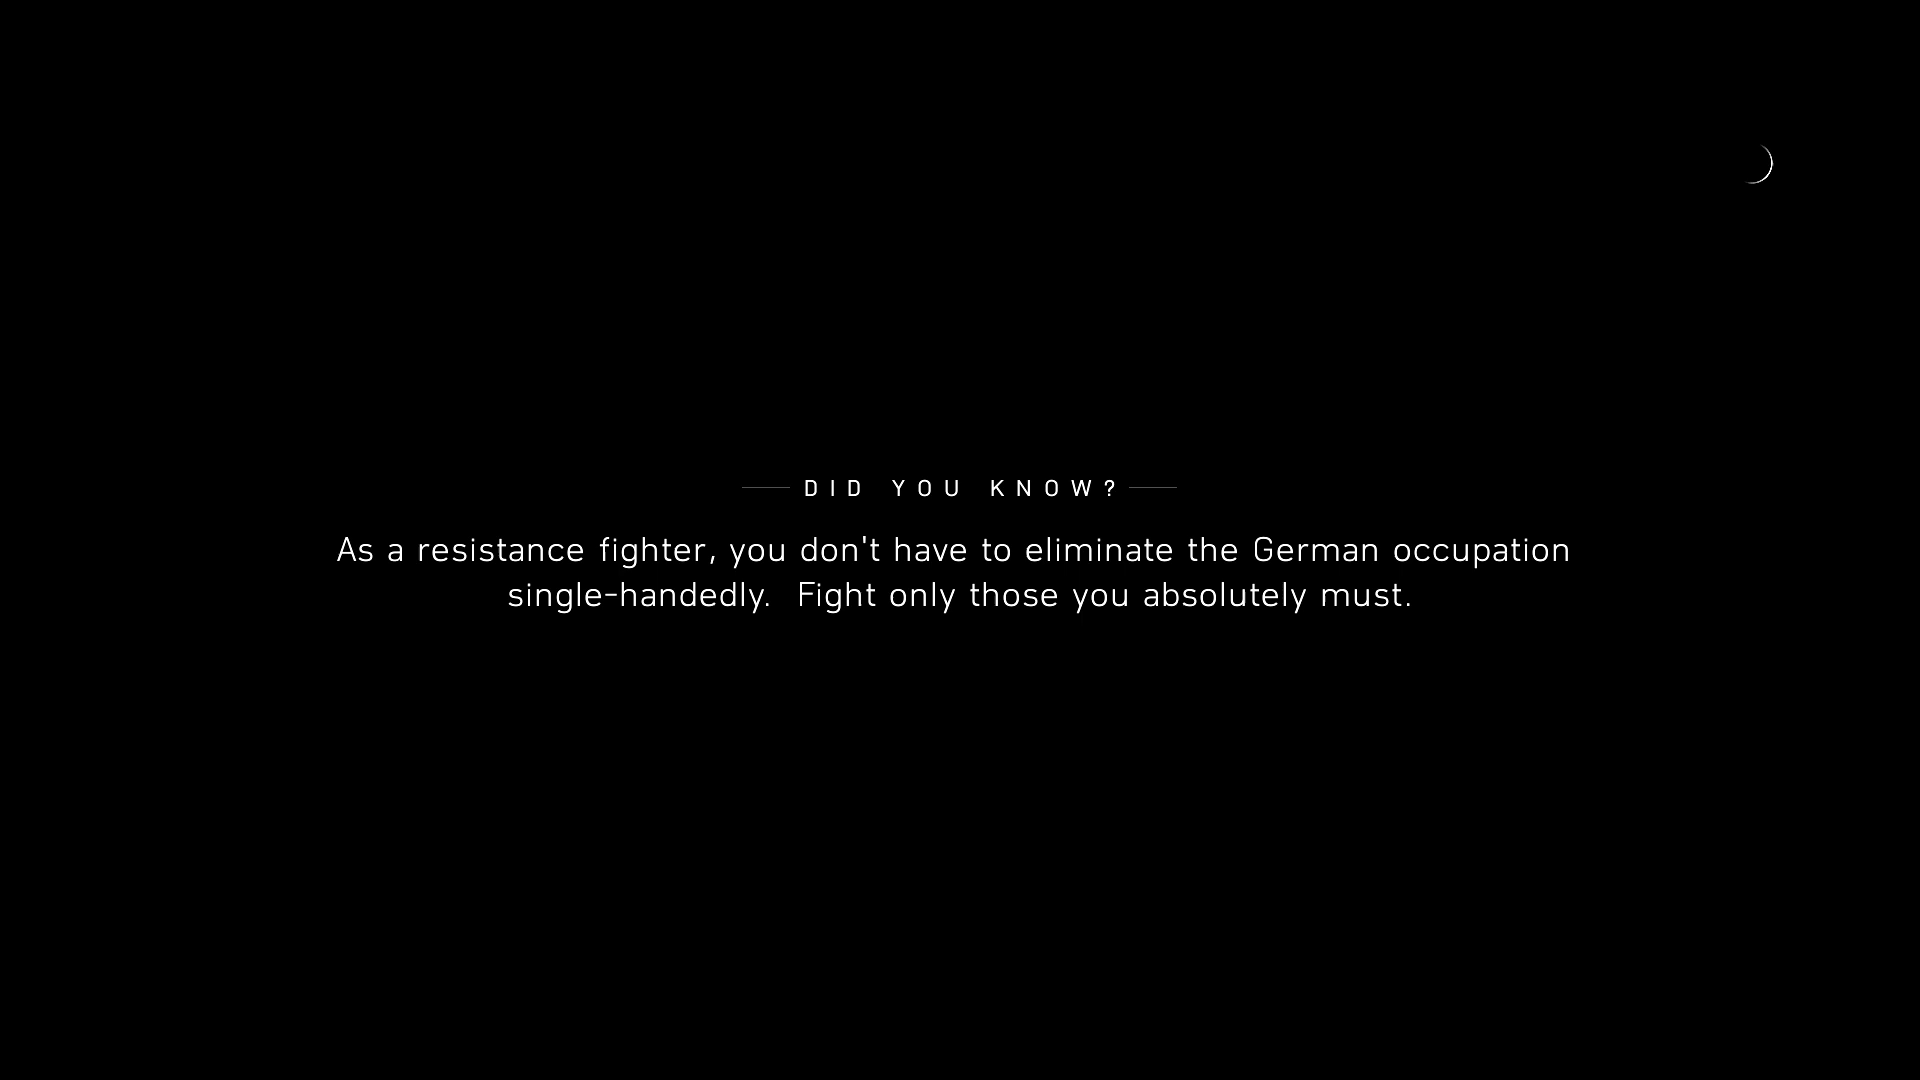 DID YOU KNOW?
As a resistance fighter, you don't have to eliminate the German occupation
single-handedly.  Fight only those you absolutely must.